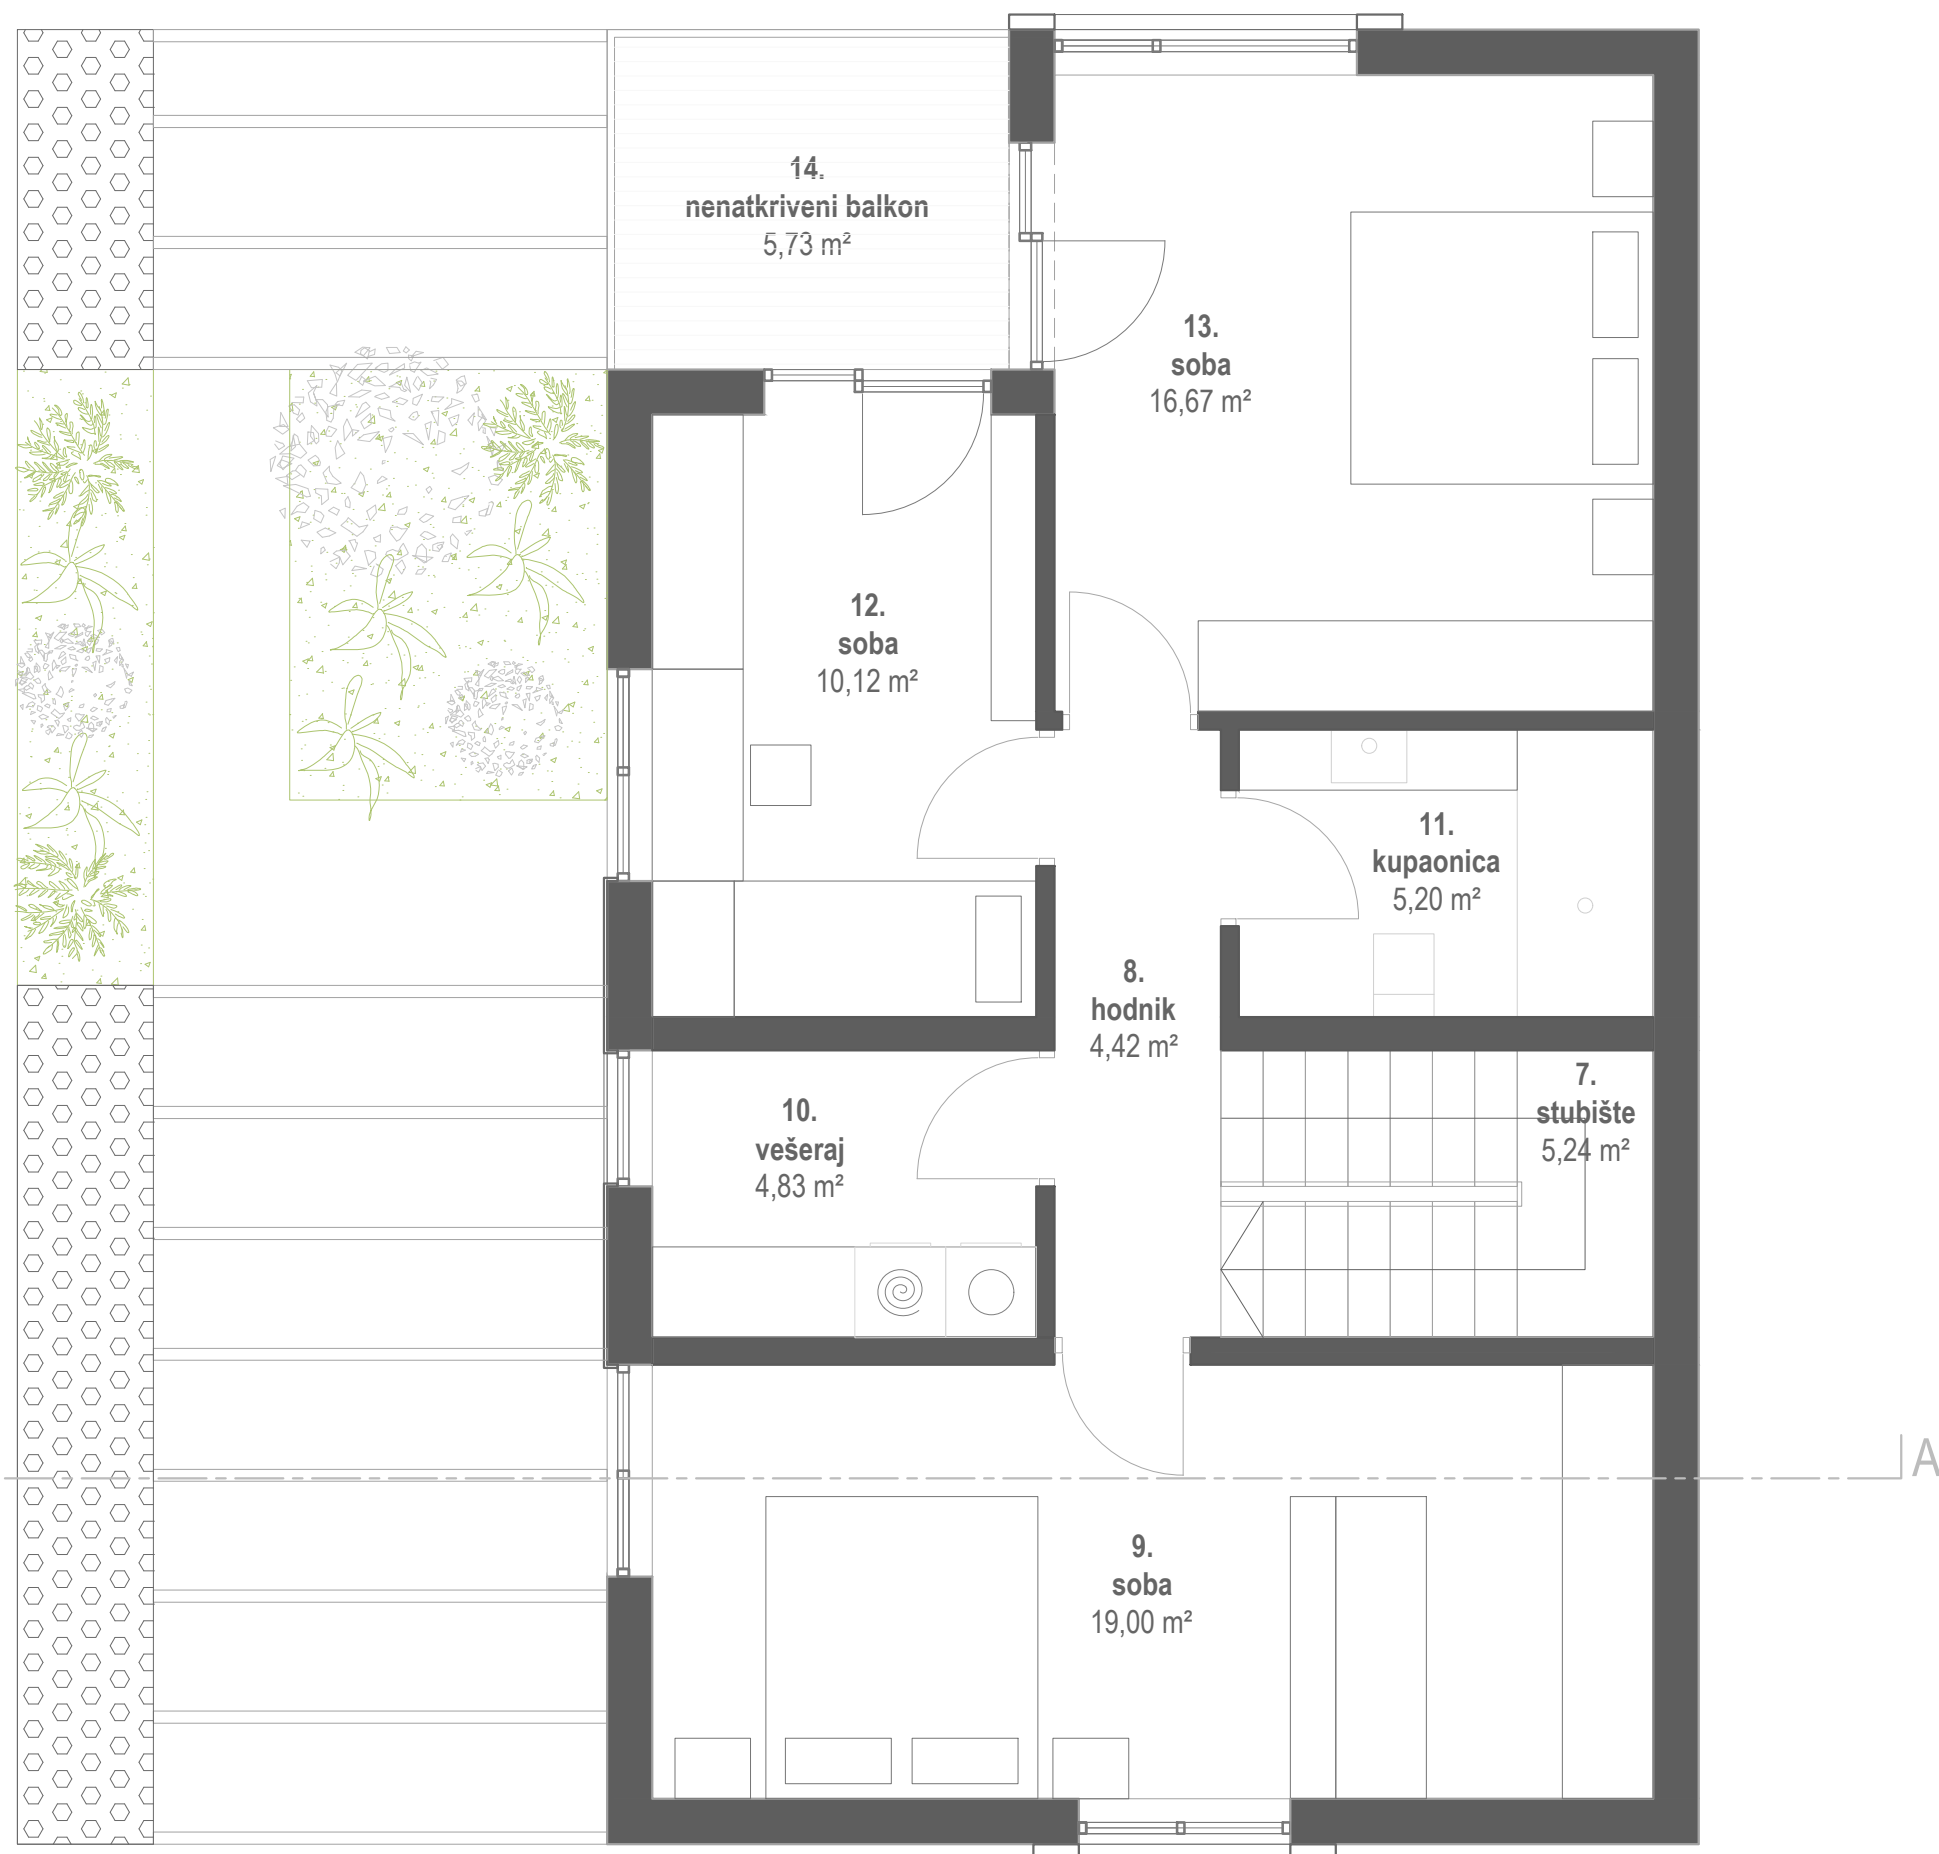 14.
nenatkriveni balkon
5,73 m²
13.
soba
16,67 m²
12.
soba
10,12 m²
11.
kupaonica
5,20 m²
8.
hodnik
4,42 m²
7.
stubište
5,24 m²
10.
vešeraj
4,83 m²
A
9.
soba
19,00 m²